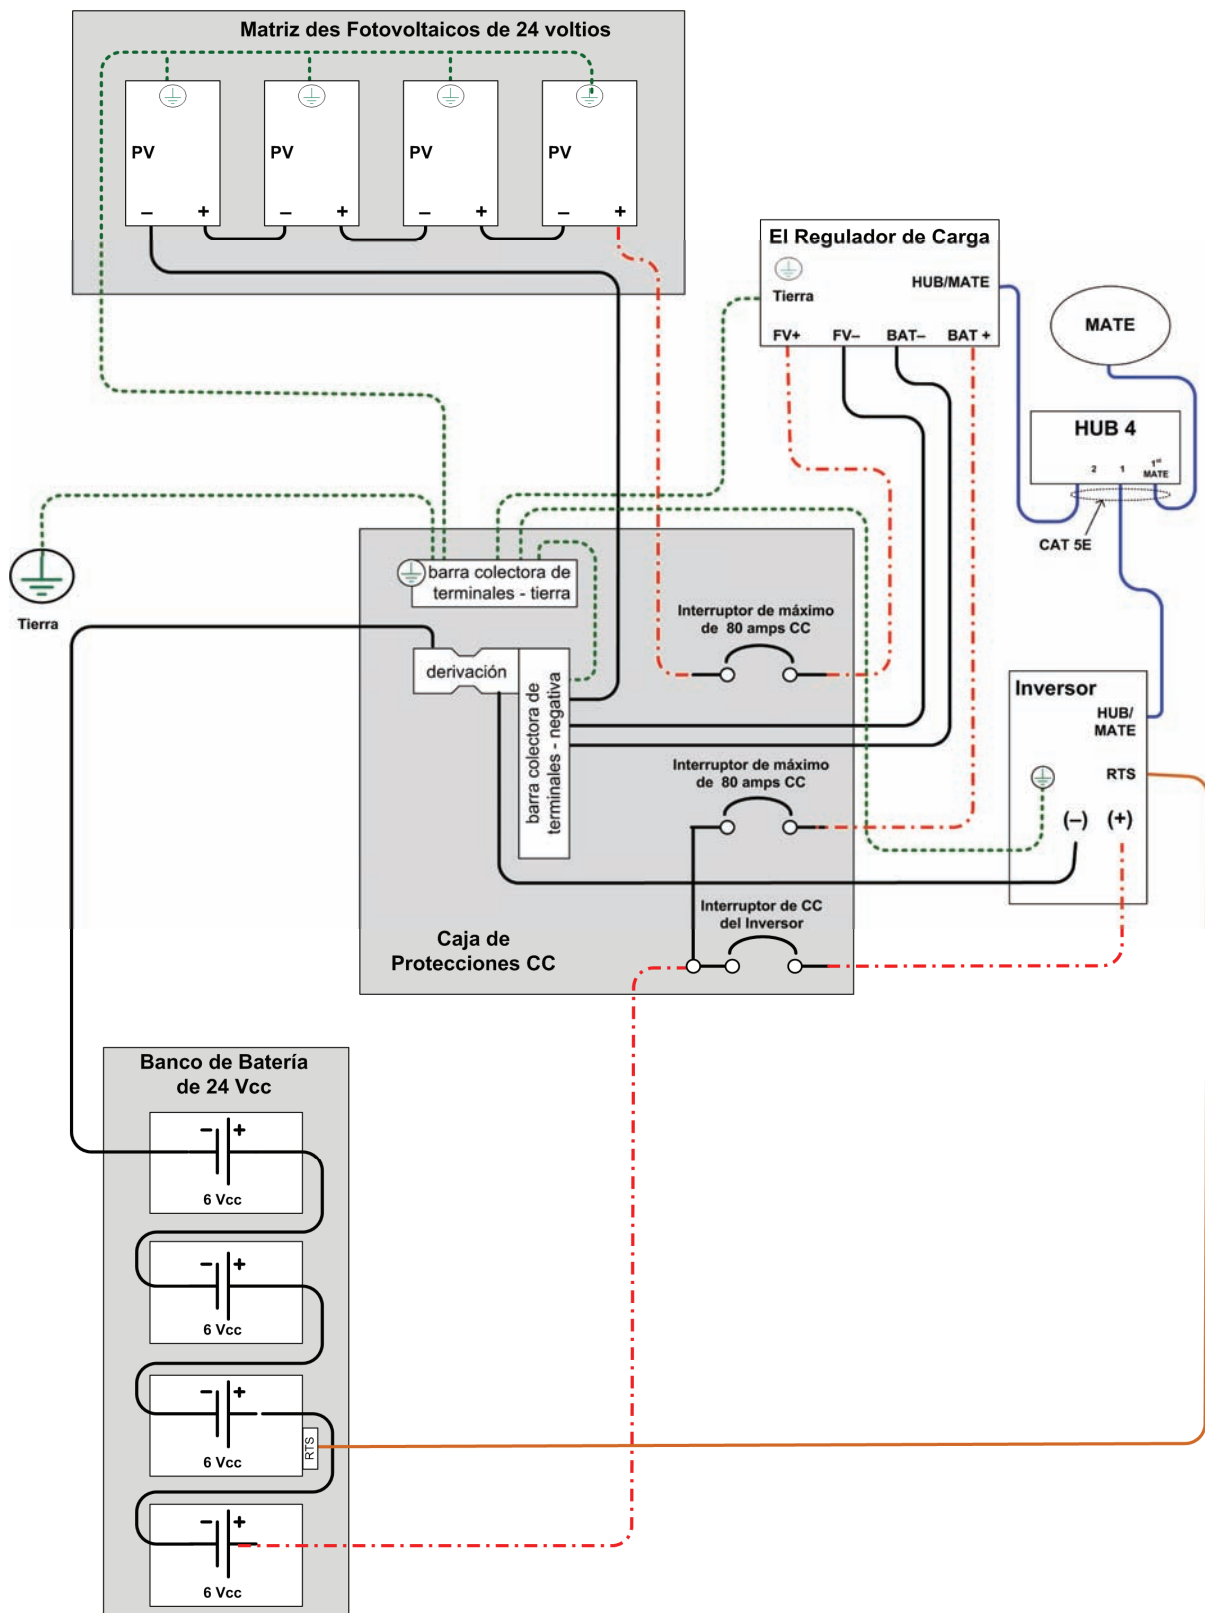 Matriz des Fotovoltaicos de 24 voltios
PV
PV
PV
PV
– +
– +
– +
– +
El Regulador de Carga
HUB/MATE
Tierra
FV+ FV– BAT– BAT +
MATE
HUB 4
2 1 1st
MATE
CAT 5E
Tierra
barra colectora de
terminales - tierra
Interruptor de máximo
de 80 amps CC
derivación
barra colectora de
terminales - negativa
Interruptor de máximo
de 80 amps CC
Interruptor de CC
del Inversor
Caja de
Protecciones CC
Inversor
HUB/
MATE
RTS
(–) (+)
Banco de Batería
de 24 Vcc
– +
6 Vcc
– +
6 Vcc
– +
RTS
6 Vcc
– +
6 Vcc